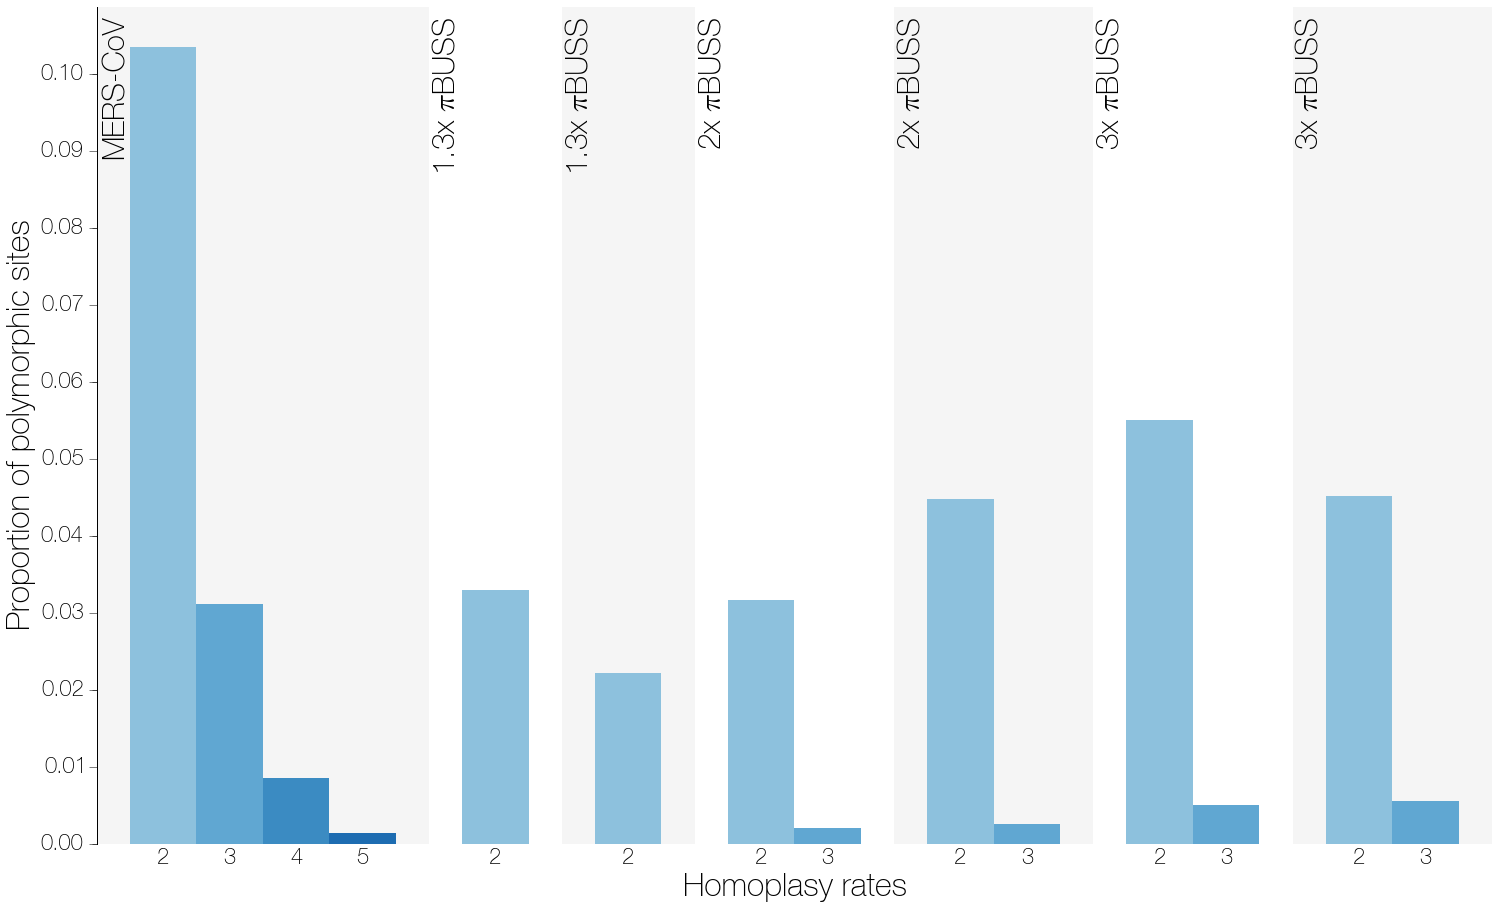 MERS-CoV
1.3x πBUSS
1.3x πBUSS
2x πBUSS
2x πBUSS
3x πBUSS
3x πBUSS
Proportion of polymorphic sites
0.10
0.09
0.08
0.07
0.06
0.05
0.04
0.03
0.02
0.01
0.00
2 3 4 5 2 2 2 3 2 3 2 3 2 3
Homoplasy rates